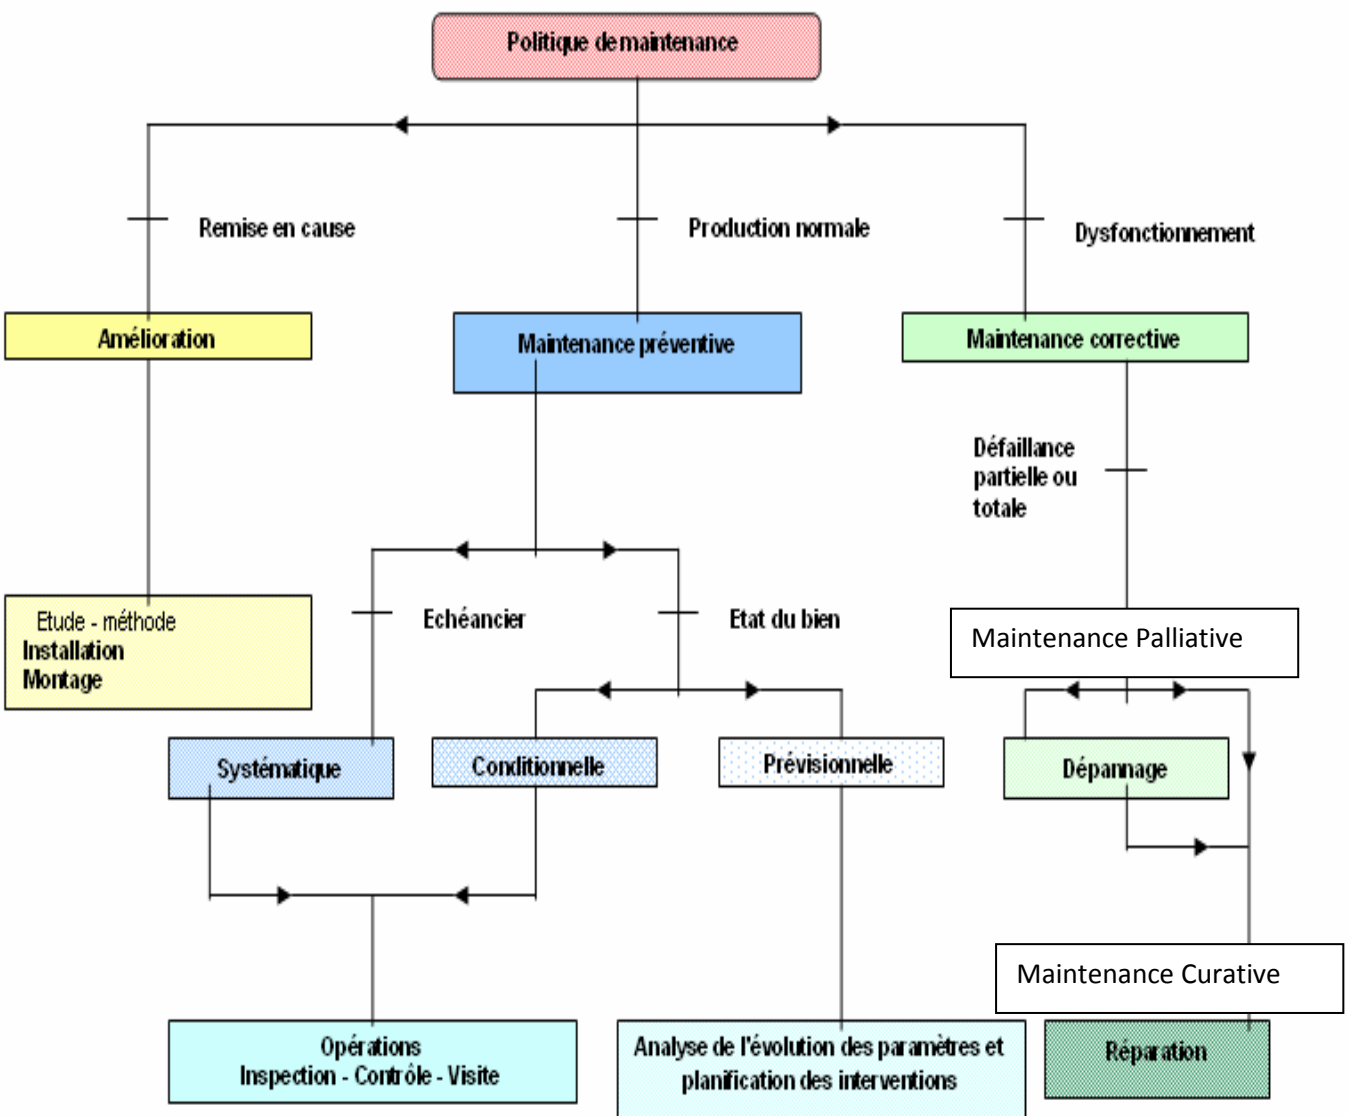 Politique de maintenance
Remise en cause
Production normale
Dysfonctionnement
Amélioration
Maintenance préventive
Maintenance corrective
Défaillance
partielle ou
totale
Etude - méthode
Installation
Montage
Echéancier
Etat du bien
Maintenance Palliative
Systématique
Conditionnelle
Prévisionnelle
Dépannage
Maintenance Curative
Opérations
Inspection - Contrôle - Visite
Analyse de l'évolution des paramètres et
planification des interventions
Réparation